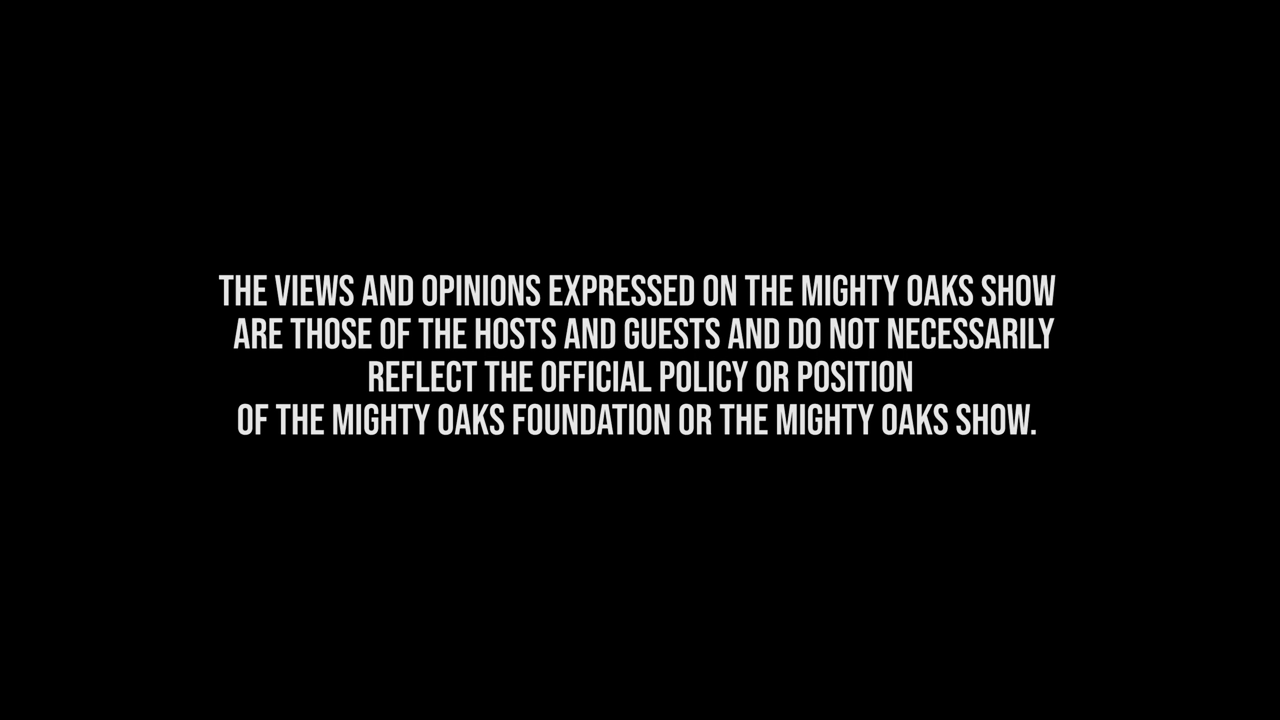 THE VIEWS AND OPINIONS EXPRESSED ON THE MIGHTY OAKS SHOW
ARE THOSE OF THE HOSTS AND GUESTS AND DO NOT NECESSARILY
REFLECT THE OFFICIAL POLICY OR POSITION
OF THE MIGHTY OAKS FOUNDATION OR THE MIGHTY OAKS SHOW.